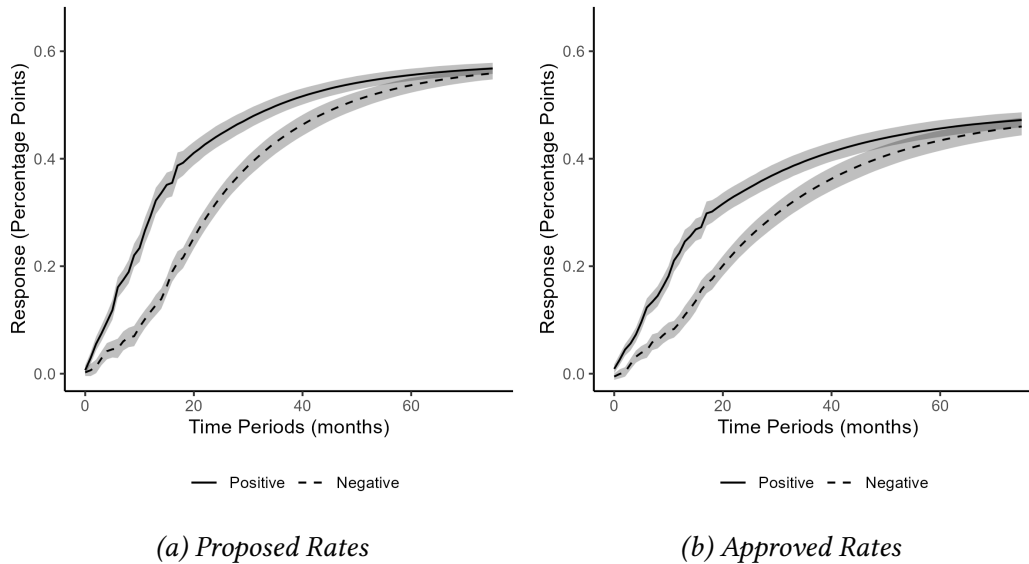 Response (Percentage Points)
0.6
0.4
0.2
0.0
0 20 40 60
Time Periods (months)
Positive Negative
(a) Proposed Rates
Response (Percentage Points)
0.6
0.4
0.2
0.0
0 20 40 60
Time Periods (months)
Positive Negative
(b) Approved Rates